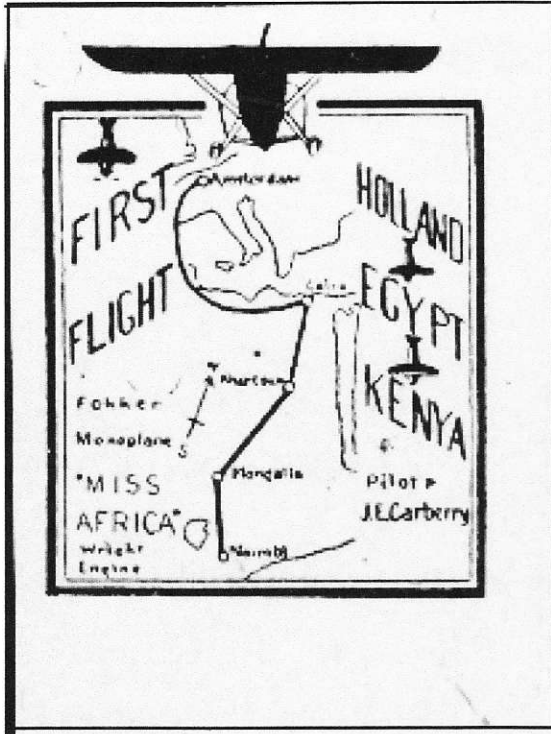 FIRST
FLIGHT
HOLLAND
EGYPT
KENYA
Amsterdam
Cairo
Khartoum
Mongalla
Nairobi
N
S
Fokker
Monoplane
"MISS
AFRICA"
Wright
Engine
Pilot
J.E.Carberry